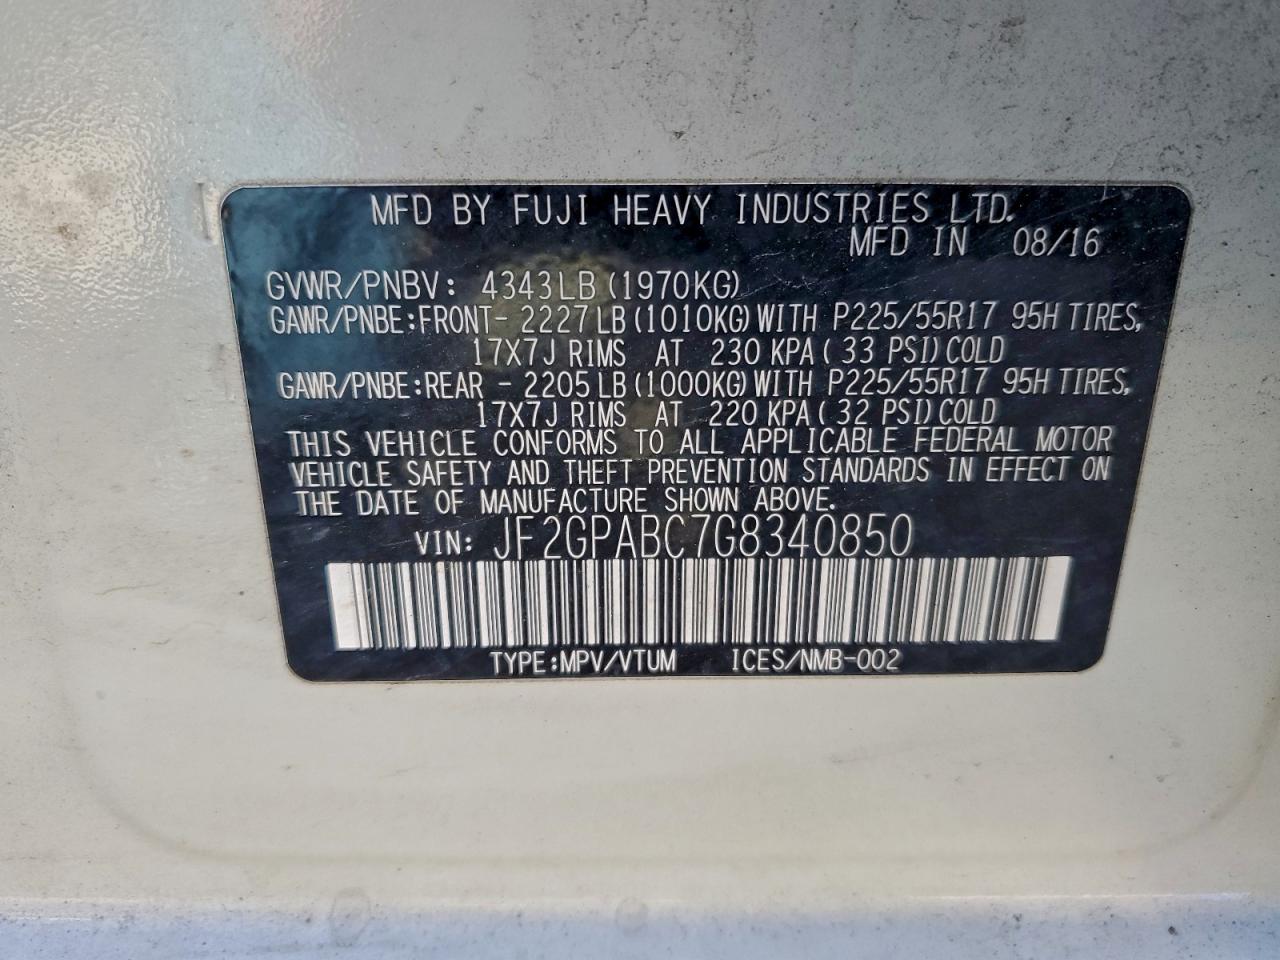 MFD BY FUJI HEAVY INDUSTRIES LTD.
MFD IN 08/16
GVWR/PNBV: 4343LB (1970KG)
GAWR/PNBE:FRONT- 2227LB (1010KG) WITH P225/55R17 95H TIRES,
17X7J RIMS AT 230 KPA ( 33 PSI) COLD
GAWR/PNBE:REAR - 2205LB (1000KG) WITH P225/55R17 95H TIRES,
17X7J RIMS AT 220 KPA ( 32 PSI) COLD
THIS VEHICLE CONFORMS TO ALL APPLICABLE FEDERAL MOTOR
VEHICLE SAFETY AND THEFT PREVENTION STANDARDS IN EFFECT ON
THE DATE OF MANUFACTURE SHOWN ABOVE.
VIN: JF2GPABC7G8340850
TYPE:MPV/VTUM ICES/NMB-002